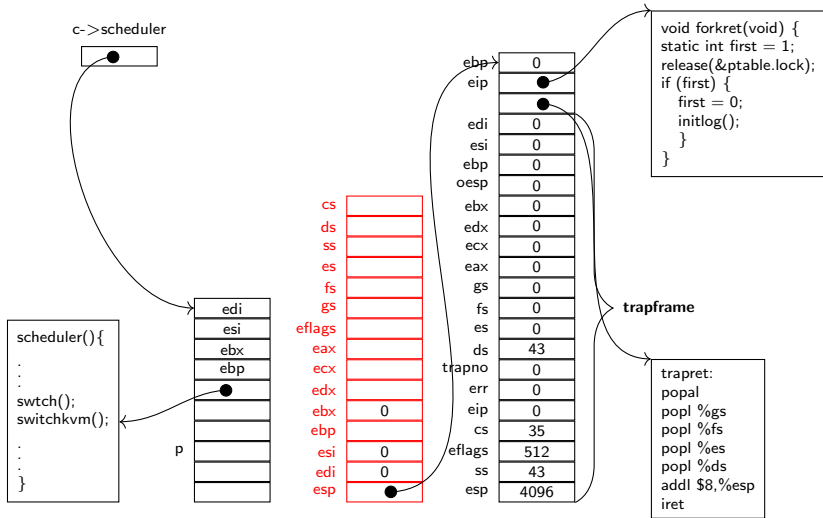 c->scheduler
edi
esi
ebx
ebp
p
scheduler(){
.
.
.
swtch();
switchkvm();
.
.
.
}
cs
ds
ss
es
fs
gs
eflags
eax
ecx
edx
ebx 0
ebp
esi 0
edi 0
esp
ebp 0
eip
edi 0
esi 0
ebp 0
oesp 0
ebx 0
edx 0
ecx 0
eax 0
gs 0
fs 0
es 0
ds 43
trapno 0
err 0
eip 0
cs 35
eflags 512
ss 43
esp 4096
trapframe
void forkret(void) {
static int first = 1;
release(&ptable.lock);
if (first) {
first = 0;
initlog();
}
}
trapret:
popal
popl %gs
popl %fs
popl %es
popl %ds
addl $8,%esp
iret